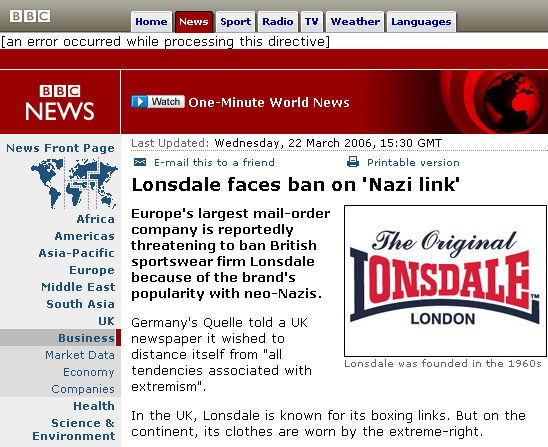 BBC
Home News Sport Radio TV Weather Languages
[an error occurred while processing this directive]
BBC
NEWS
Watch One-Minute World News
News Front Page
Africa
Americas
Asia-Pacific
Europe
Middle East
South Asia
UK
Business
Market Data
Economy
Companies
Health
Science &
Environment
Last Updated: Wednesday, 22 March 2006, 15:30 GMT
E-mail this to a friend Printable version
Lonsdale faces ban on 'Nazi link'
Europe's largest mail-order
company is reportedly
threatening to ban British
sportswear firm Lonsdale
because of the brand's
popularity with neo-Nazis.
The Original
LONSDALE
LONDON
Lonsdale was founded in the 1960s
Germany's Quelle told a UK
newspaper it wished to
distance itself from "all
tendencies associated with
extremism".
In the UK, Lonsdale is known for its boxing links. But on the
continent, its clothes are worn by the extreme-right.